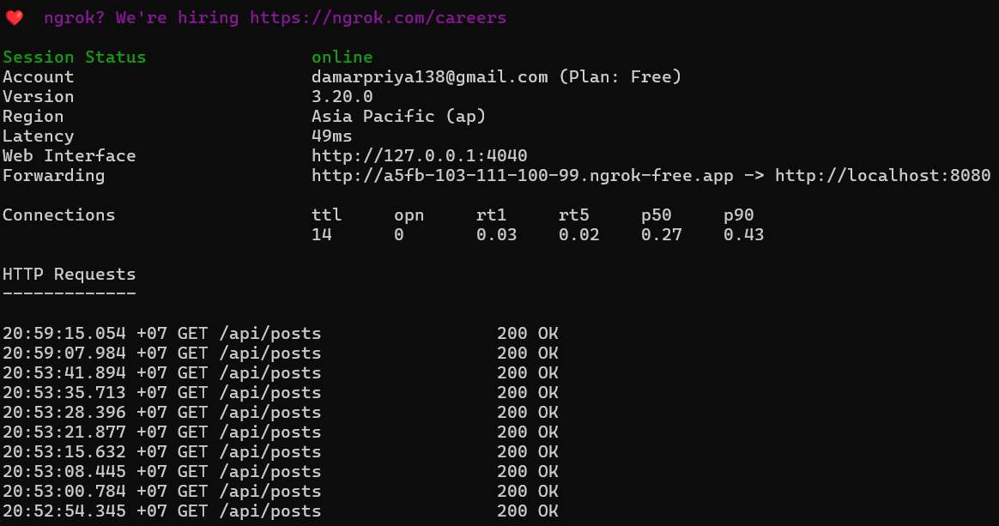 ❤️ ngrok? We're hiring https://ngrok.com/careers
Session Status online
Account damarpriya138@gmail.com (Plan: Free)
Version 3.20.0
Region Asia Pacific (ap)
Latency 49ms
Web Interface http://127.0.0.1:4040
Forwarding http://a5fb-103-111-100-99.ngrok-free.app -> http://localhost:8080
Connections ttl opn rt1 rt5 p50 p90
14 0 0.03 0.02 0.27 0.43
HTTP Requests
-------------
20:59:15.054 +07 GET /api/posts 200 OK
20:59:07.984 +07 GET /api/posts 200 OK
20:53:41.894 +07 GET /api/posts 200 OK
20:53:35.713 +07 GET /api/posts 200 OK
20:53:28.396 +07 GET /api/posts 200 OK
20:53:21.877 +07 GET /api/posts 200 OK
20:53:15.632 +07 GET /api/posts 200 OK
20:53:08.445 +07 GET /api/posts 200 OK
20:53:00.784 +07 GET /api/posts 200 OK
20:52:54.345 +07 GET /api/posts 200 OK